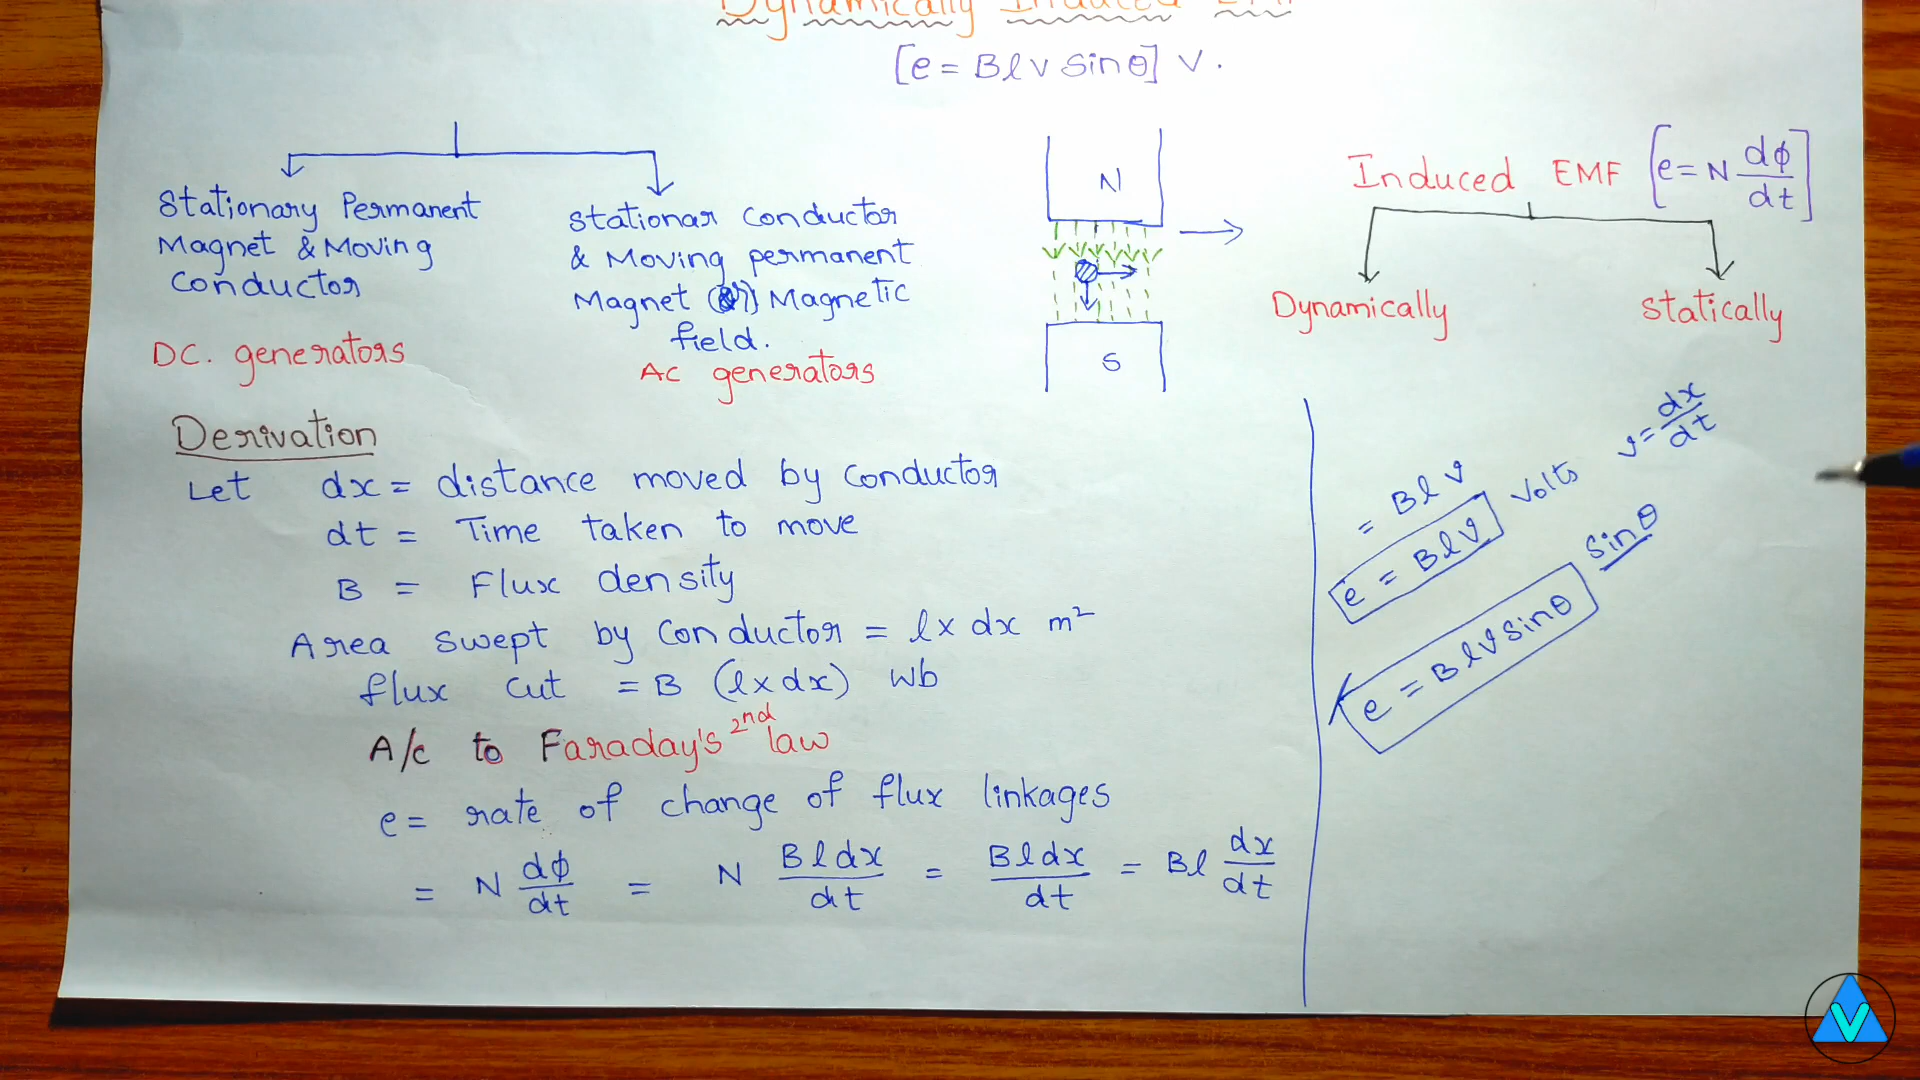 Dynamically Induced EMF
[e = Blv sinθ] V.
Stationary Permanent
Magnet & Moving
Conductor
DC. generators
Stationar Conductor
& Moving permanent
Magnet (or) Magnetic
field.
AC generators
N
S
Induced EMF [e = N dϕ/dt]
Dynamically
Statically
Derivation
Let dx = distance moved by conductor
dt = Time taken to move
B = Flux density
Area swept by conductor = l x dx m²
flux cut = B (l x dx) wb
A/c to Faraday's 2nd law
e = rate of change of flux linkages
= N dϕ/dt = N Bldx/dt = Bldx/dt = Bl dx/dt
v = dx/dt
= Blv
e = Blv Volts
sinθ
e = Blv sinθ
V